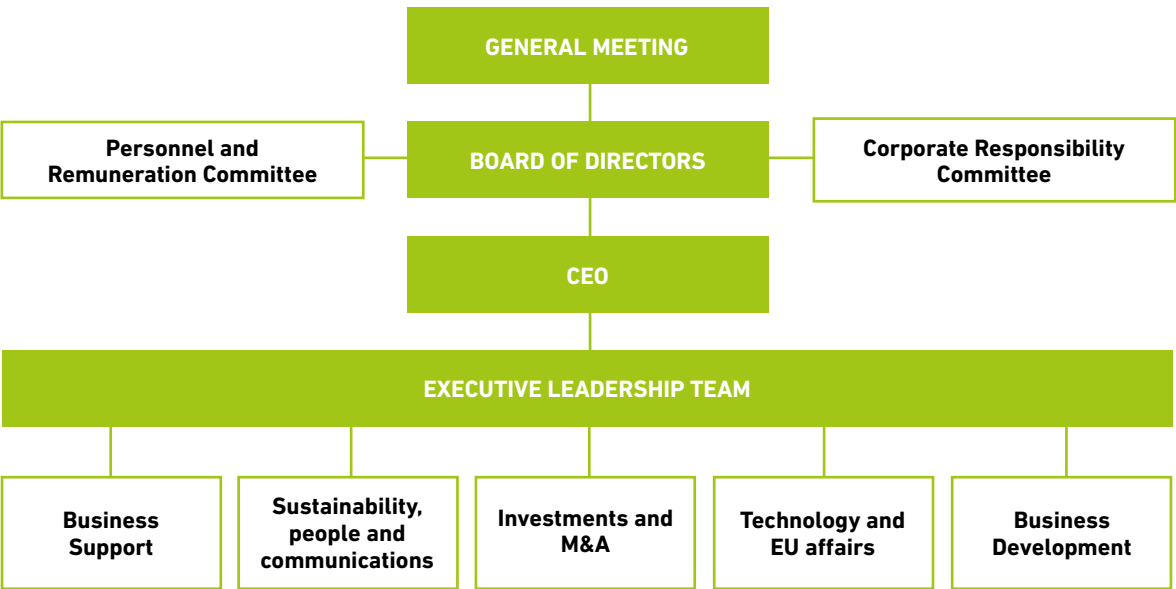 GENERAL MEETING
Personnel and
Remuneration Committee
BOARD OF DIRECTORS
Corporate Responsibility
Committee
CEO
EXECUTIVE LEADERSHIP TEAM
Business
Support
Sustainability,
people and
communications
Investments and
M&A
Technology and
EU affairs
Business
Development